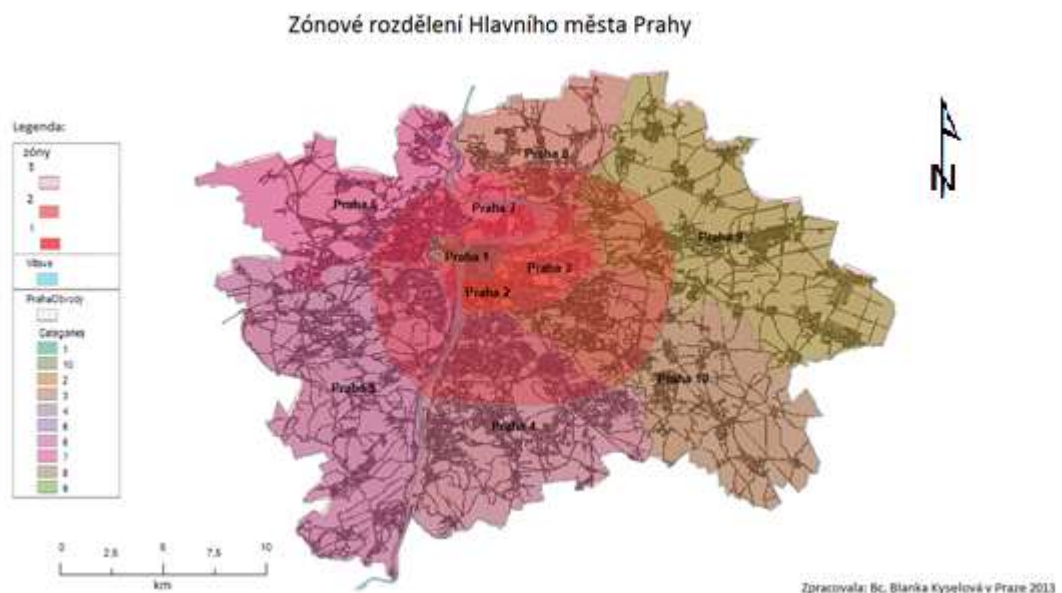 Zónové rozdělení Hlavního města Prahy
Legenda:
zóny
3
2
1
Vltava
PrahaObvody
Categories
1
10
2
3
4
5
6
7
8
9
Praha 8
Praha 6
Praha 7
Praha 9
Praha 1
Praha 3
Praha 2
Praha 5
Praha 10
Praha 4
N
0 2,5 5 7,5 10
km
Zpracovala: Bc. Blanka Kyselová v Praze 2013